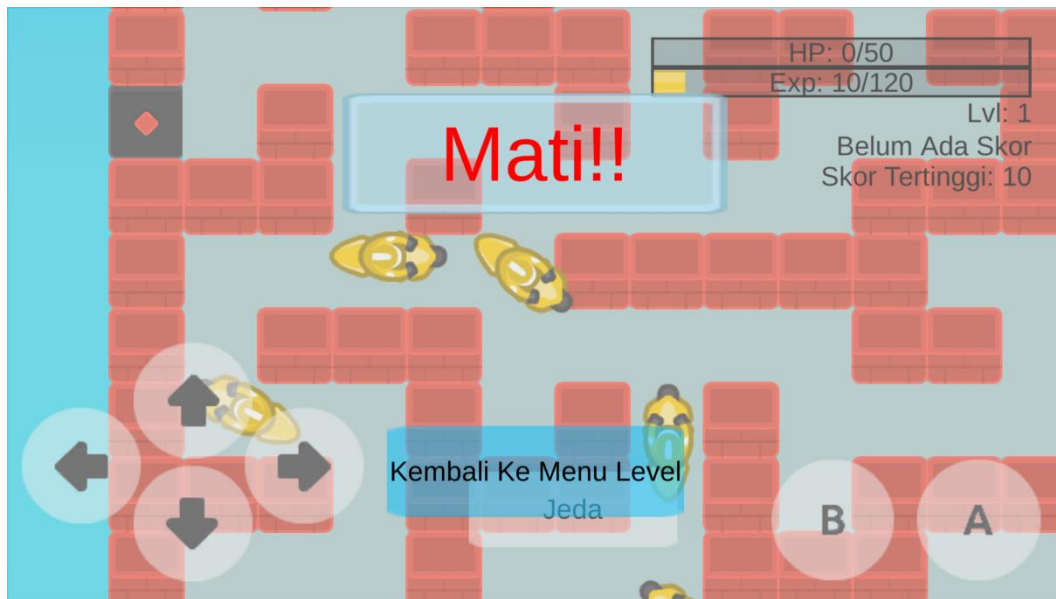 HP: 0/50
Exp: 10/120
Lvl: 1
Belum Ada Skor
Skor Tertinggi: 10
Mati!!
Kembali Ke Menu Level
Jeda
B
A